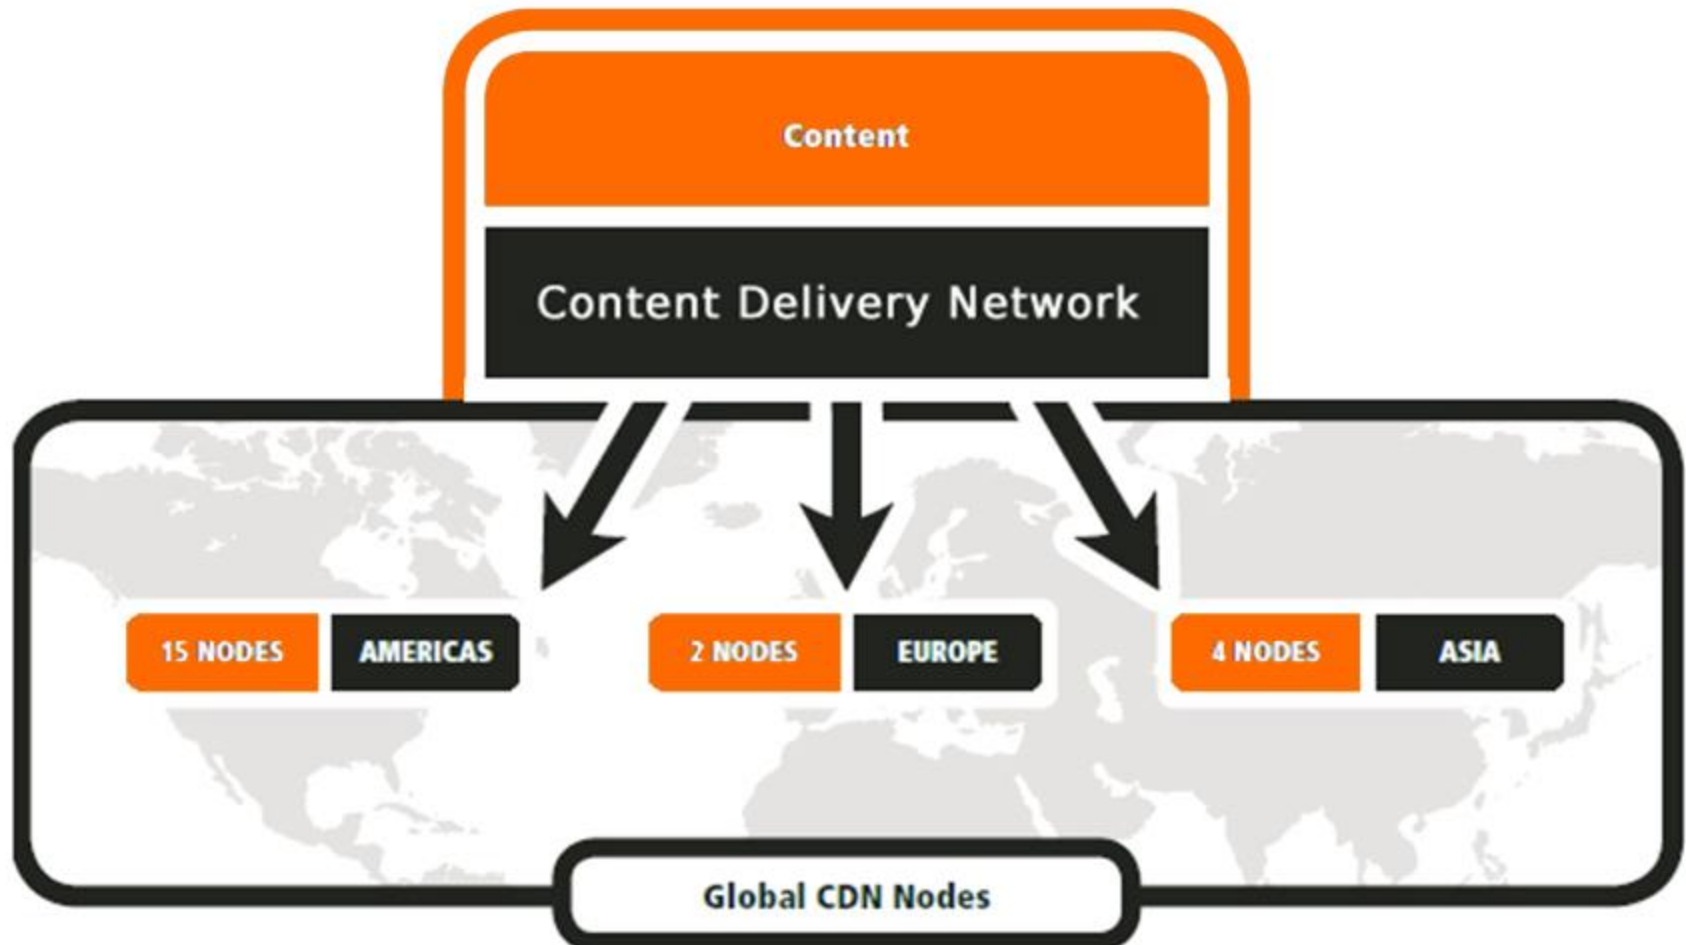 Content
Content Delivery Network
15 NODES AMERICAS
2 NODES EUROPE
4 NODES ASIA
Global CDN Nodes